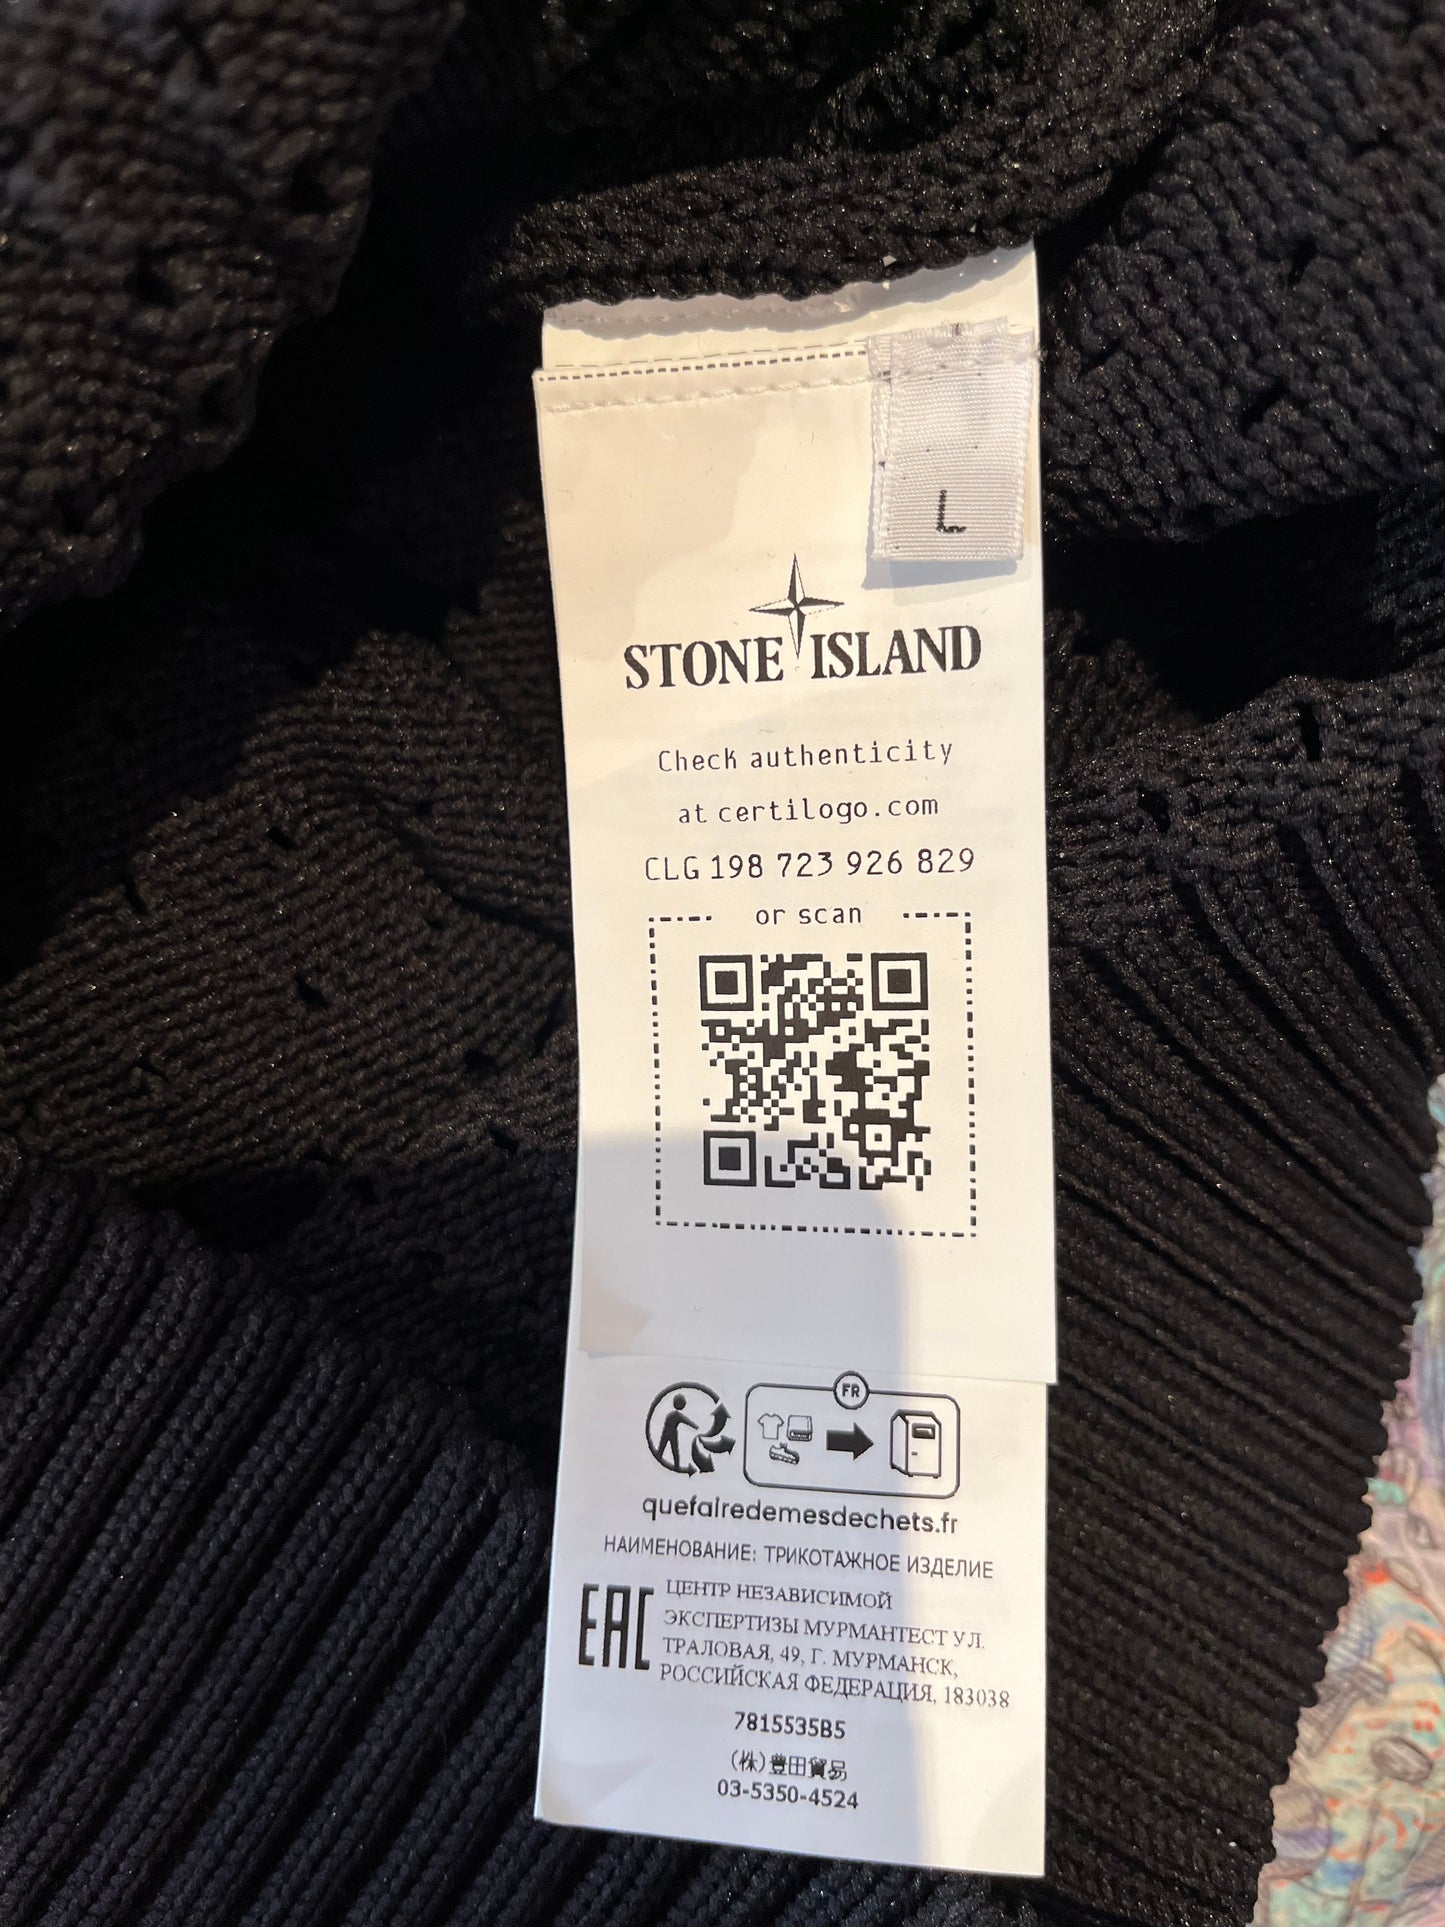 L
STONE ISLAND
Check authenticity
at certilogo.com
CLG 198 723 926 829
or scan
FR
quefairedemesdechets.fr
НАИМЕНОВАНИЕ: ТРИКОТАЖНОЕ ИЗДЕЛИЕ
EAC
ЦЕНТР НЕЗАВИСИМОЙ
ЭКСПЕРТИЗЫ МУРМАНТЕСТ УЛ.
ТРАЛОВАЯ, 49, Г. МУРМАНСК,
РОССИЙСКАЯ ФЕДЕРАЦИЯ, 183038
7815535B5
(株)豊田貿易
03-5350-4524